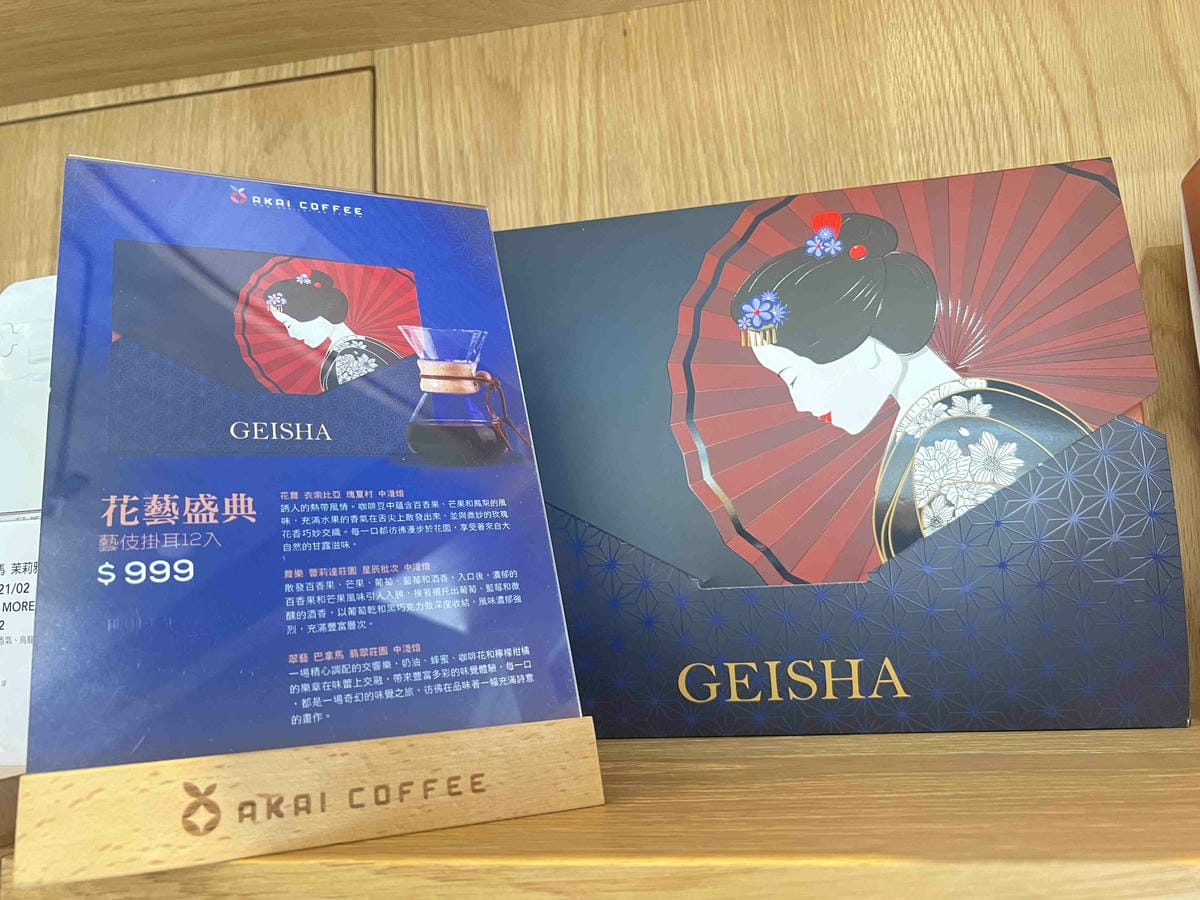 AKAI COFFEE
GEISHA
花藝盛典
藝伎掛耳12入
$ 999
花舞 衣索比亞 瑰夏村 中淺焙
誘人的熱帶風情。咖啡豆中蘊含百香果、芒果和鳳梨的風
味,充滿水果的香氣在舌尖上散發出來,並與微妙的玫瑰
花香巧妙交織。每一口都彷彿漫步於花園,享受著來自大
自然的甘露滋味。
舞樂 蕾莉達莊園 星辰批次 中淺焙
散發百香果、芒果、葡萄、藍莓和酒香,入口後,濃郁的
百香果和芒果風味引人入勝,接著襯托出葡萄、藍莓和微
醺的酒香,以葡萄乾和黑巧克力做深度收結,風味濃郁強
烈,充滿豐富層次。
翠藝 巴拿馬 翡翠莊園 中淺焙
一場精心調配的交響樂,奶油、蜂蜜、咖啡花和檸檬柑橘
的樂章在味蕾上交融,帶來豐富多彩的味覺體驗,每一口
,都是一場奇幻的味覺之旅,彷彿在品味著一幅充滿詩意
的畫作。
AKAI COFFEE
GEISHA
馬 茉莉
21/02
MORE
2
香氣、烏龍